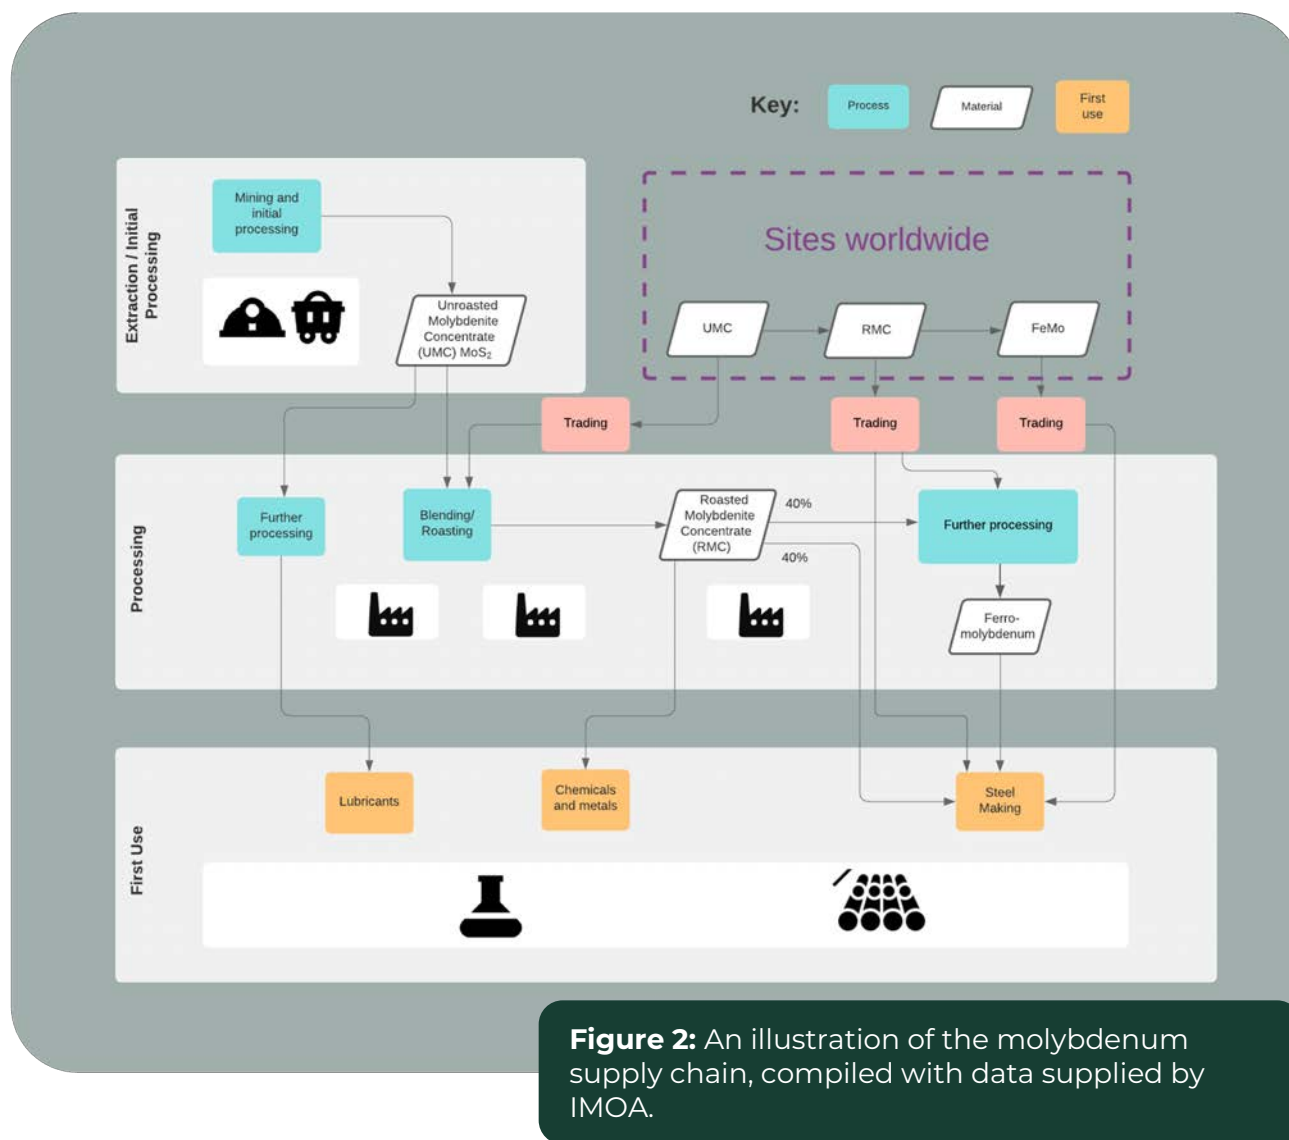 Key:
Process
Material
First
use
Extraction / Initial
Processing
Mining and
initial
processing
Unroasted
Molybdenite
Concentrate
(UMC) MoS₂
Sites worldwide
UMC
RMC
FeMo
Trading
Trading
Trading
Processing
Further
processing
Blending/
Roasting
Roasted
Molybdenite
Concentrate
(RMC)
40%
40%
Further processing
Ferro-
molybdenum
First Use
Lubricants
Chemicals
and metals
Steel
Making
Figure 2: An illustration of the molybdenum
supply chain, compiled with data supplied by
IMOA.